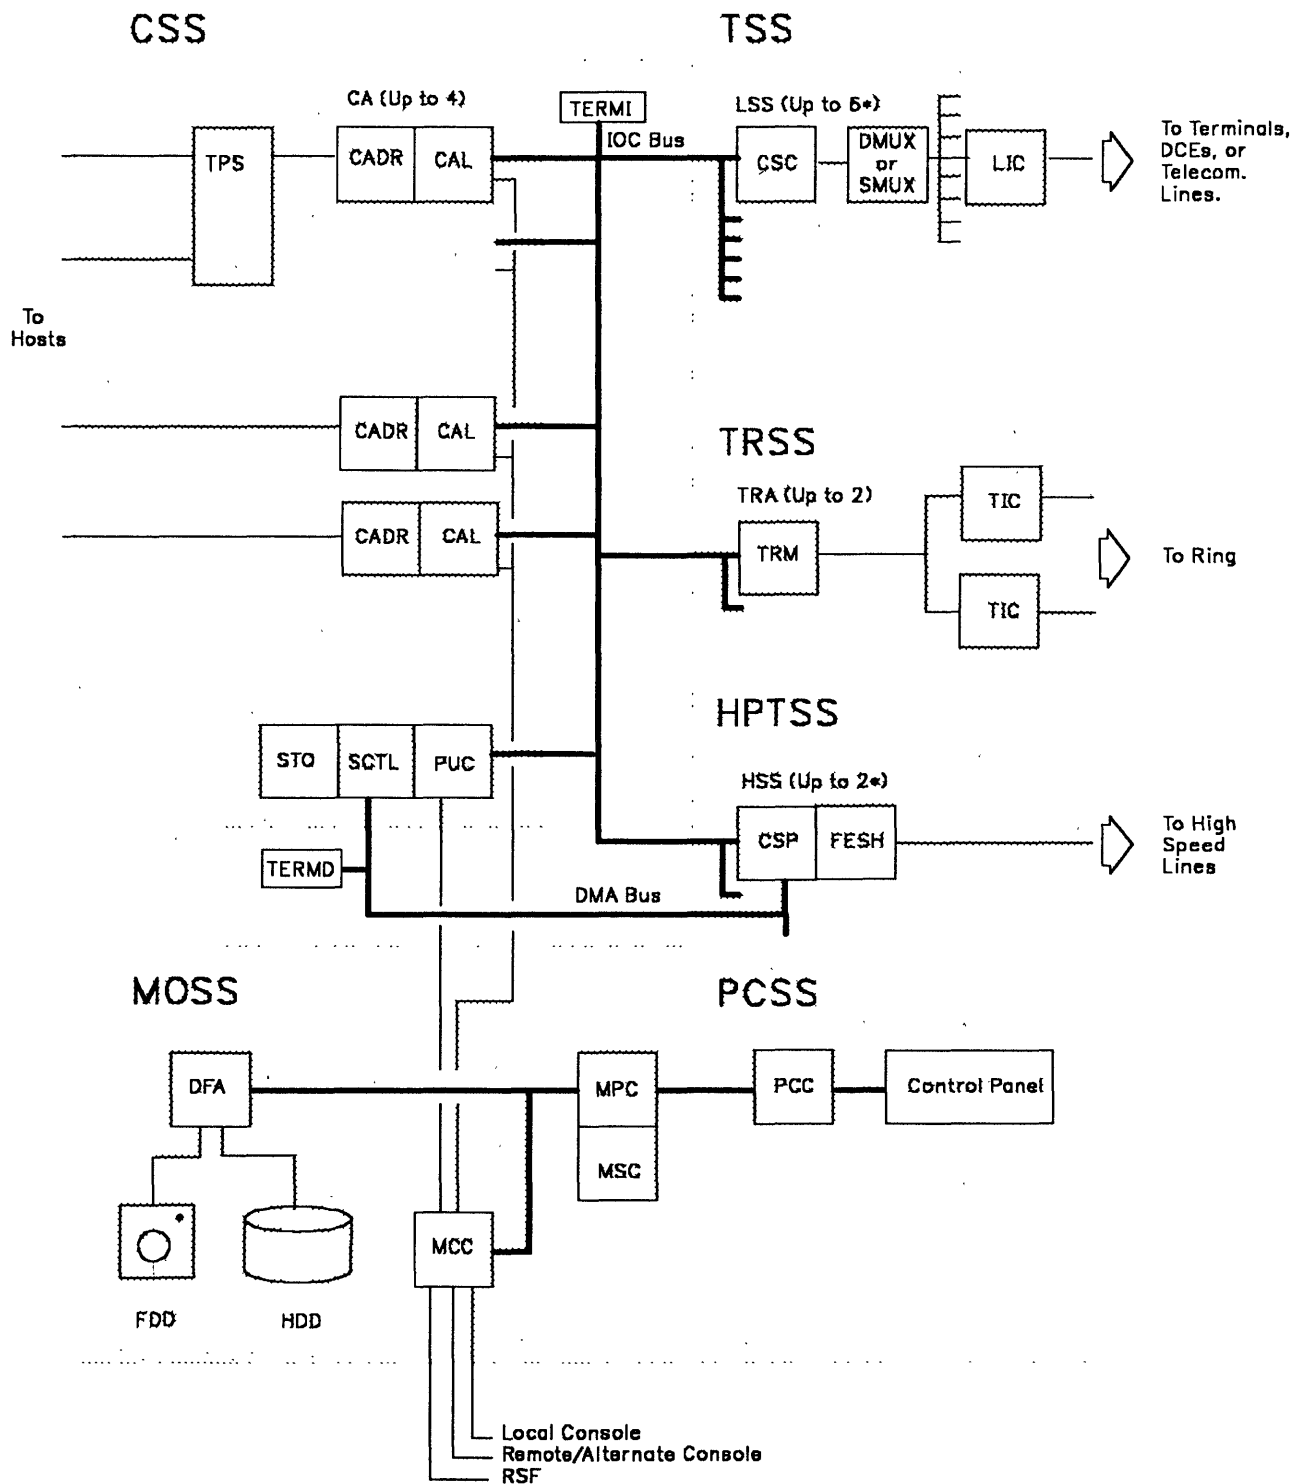 CSS
TSS
CA (Up to 4)
TERMI
LSS (Up to 6*)
IOC Bus
TPS
CADR
CAL
CSC
DMUX
or
SMUX
LIC
To Terminals,
DCEs, or
Telecom.
Lines.
To
Hosts
CADR
CAL
TRSS
TRA (Up to 2)
TIC
CADR
CAL
TRM
To Ring
TIC
HPTSS
STO
SCTL
PUC
HSS (Up to 2*)
CSP
FESH
To High
Speed
Lines
TERMD
DMA Bus
MOSS
PCSS
DFA
MPC
PCC
Control Panel
MSC
MCC
FDD
HDD
Local Console
Remote/Alternate Console
RSF